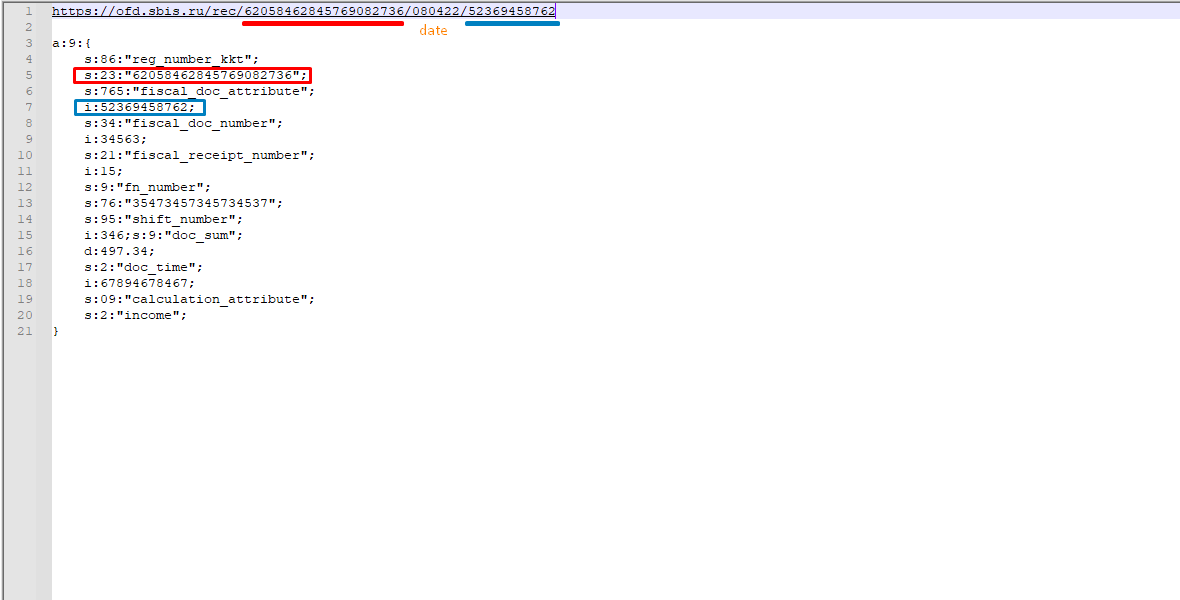 1 https://ofd.sbis.ru/rec/62058462845769082736/080422/52369458762
date
2
3 a:9:{
4 s:86:"reg_number_kkt";
5 s:23:"62058462845769082736";
6 s:765:"fiscal_doc_attribute";
7 i:52369458762;
8 s:34:"fiscal_doc_number";
9 i:34563;
10 s:21:"fiscal_receipt_number";
11 i:15;
12 s:9:"fn_number";
13 s:76:"35473457345734537";
14 s:95:"shift_number";
15 i:346;s:9:"doc_sum";
16 d:497.34;
17 s:2:"doc_time";
18 i:67894678467;
19 s:09:"calculation_attribute";
20 s:2:"income";
21 }